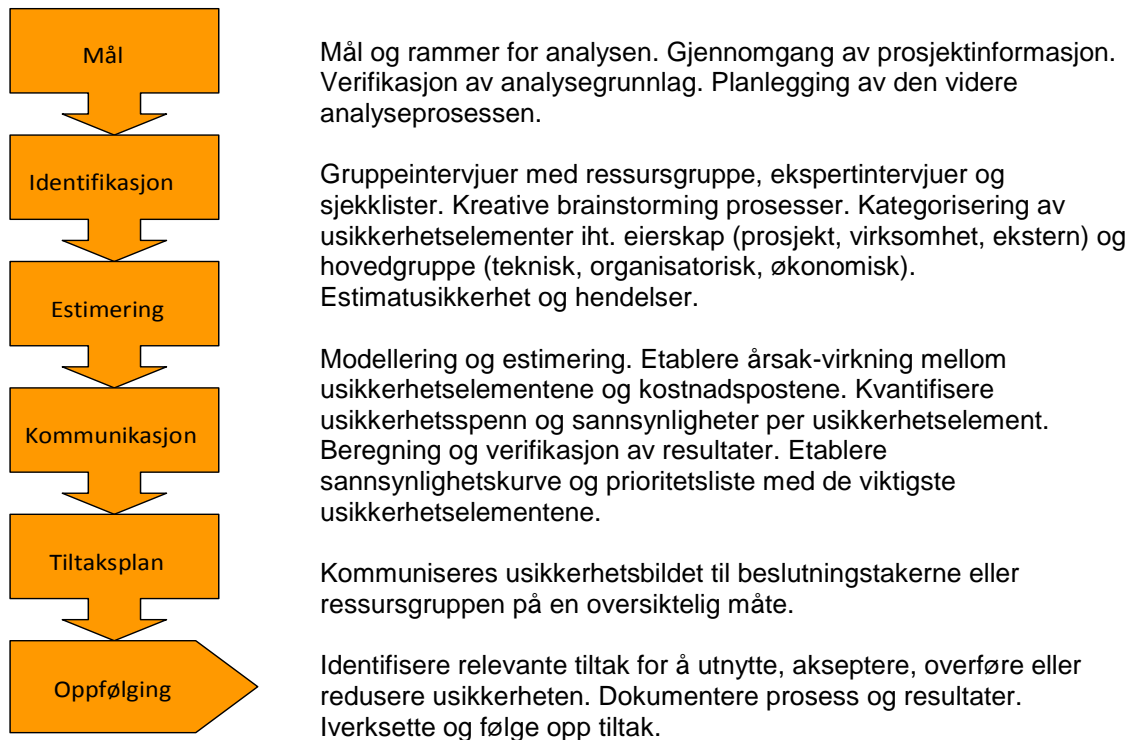 Mål
Mål og rammer for analysen. Gjennomgang av prosjektinformasjon.
Verifikasjon av analysegrunnlag. Planlegging av den videre
analyseprosessen.
Identifikasjon
Gruppeintervjuer med ressursgruppe, ekspertintervjuer og
sjekklister. Kreative brainstorming prosesser. Kategorisering av
usikkerhetselementer iht. eierskap (prosjekt, virksomhet, ekstern) og
hovedgruppe (teknisk, organisatorisk, økonomisk).
Estimatusikkerhet og hendelser.
Estimering
Modellering og estimering. Etablere årsak-virkning mellom
usikkerhetselementene og kostnadspostene. Kvantifisere
usikkerhetsspenn og sannsynligheter per usikkerhetselement.
Beregning og verifikasjon av resultater. Etablere
sannsynlighetskurve og prioritetsliste med de viktigste
usikkerhetselementene.
Kommunikasjon
Kommuniseres usikkerhetsbildet til beslutningstakerne eller
ressursgruppen på en oversiktelig måte.
Tiltaksplan
Identifisere relevante tiltak for å utnytte, akseptere, overføre eller
redusere usikkerheten. Dokumentere prosess og resultater.
Iverksette og følge opp tiltak.
Oppfølging